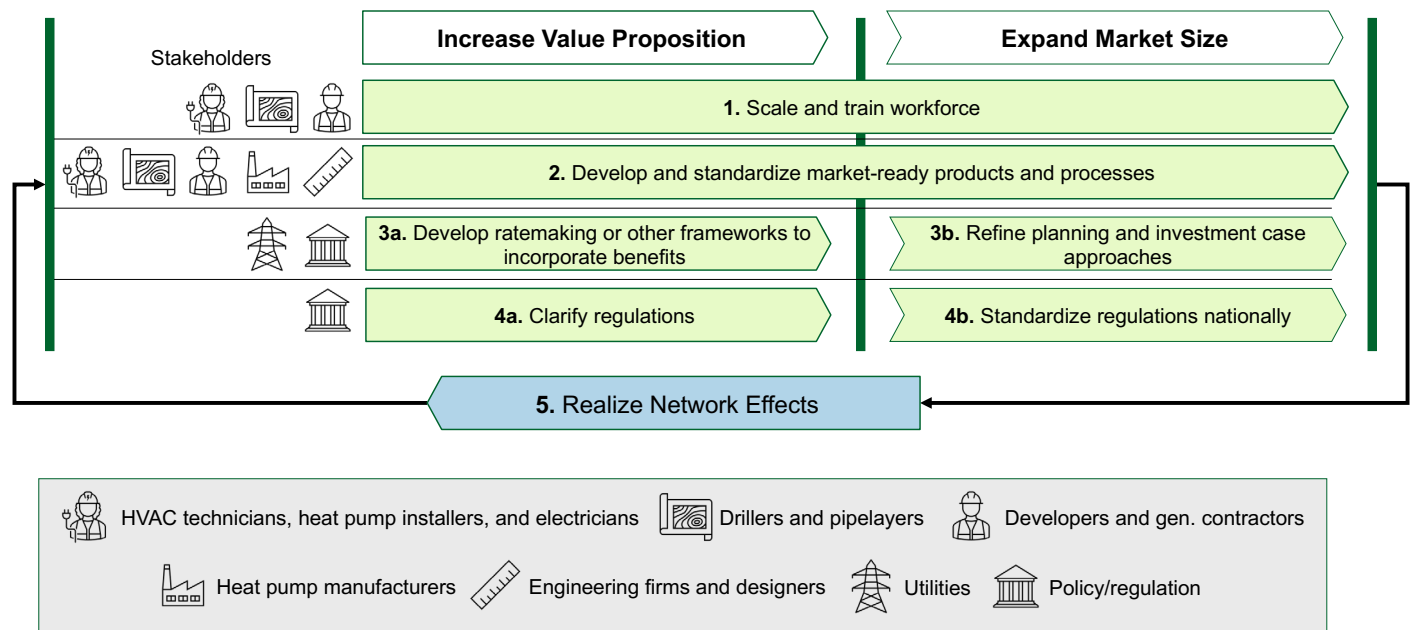 Increase Value Proposition
Expand Market Size
Stakeholders
1. Scale and train workforce
2. Develop and standardize market-ready products and processes
3a. Develop ratemaking or other frameworks to
incorporate benefits
3b. Refine planning and investment case
approaches
4a. Clarify regulations
4b. Standardize regulations nationally
5. Realize Network Effects
HVAC technicians, heat pump installers, and electricians
Drillers and pipelayers
Developers and gen. contractors
Heat pump manufacturers
Engineering firms and designers
Utilities
Policy/regulation